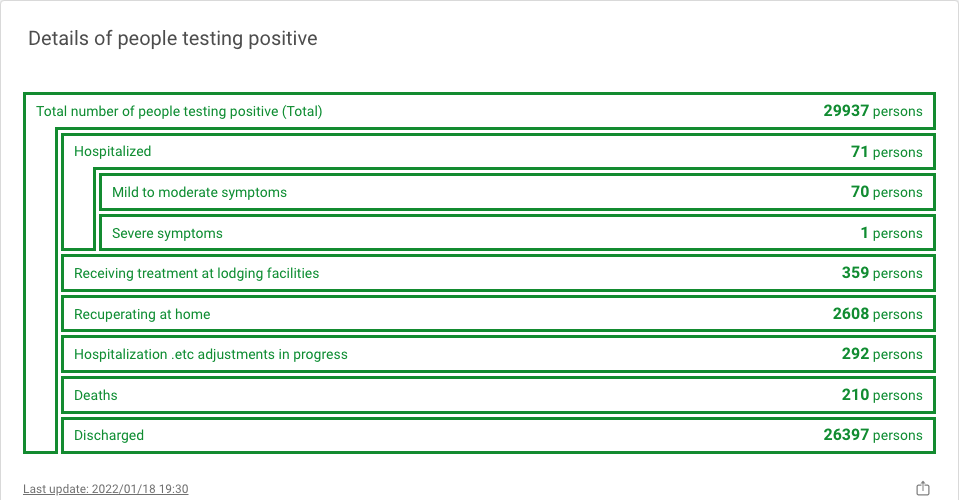 Details of people testing positive
Total number of people testing positive (Total) 29937 persons
Hospitalized 71 persons
Mild to moderate symptoms 70 persons
Severe symptoms 1 persons
Receiving treatment at lodging facilities 359 persons
Recuperating at home 2608 persons
Hospitalization .etc adjustments in progress 292 persons
Deaths 210 persons
Discharged 26397 persons
Last update: 2022/01/18 19:30